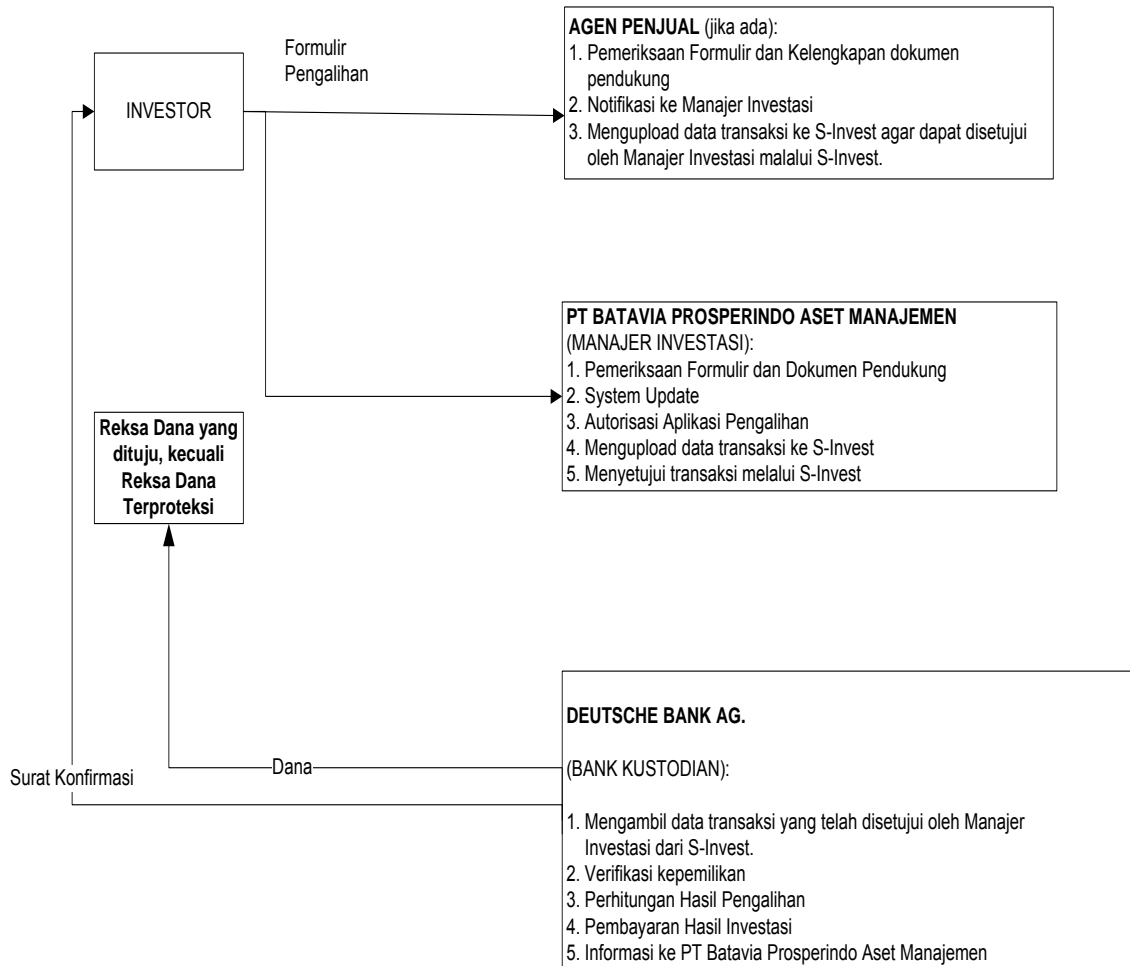 Formulir
Pengalihan
INVESTOR
AGEN PENJUAL (jika ada):
1. Pemeriksaan Formulir dan Kelengkapan dokumen
pendukung
2. Notifikasi ke Manajer Investasi
3. Mengupload data transaksi ke S-Invest agar dapat disetujui
oleh Manajer Investasi malalui S-Invest.
PT BATAVIA PROSPERINDO ASET MANAJEMEN
(MANAJER INVESTASI):
1. Pemeriksaan Formulir dan Dokumen Pendukung
2. System Update
3. Autorisasi Aplikasi Pengalihan
4. Mengupload data transaksi ke S-Invest
5. Menyetujui transaksi melalui S-Invest
Reksa Dana yang
dituju, kecuali
Reksa Dana
Terproteksi
Surat Konfirmasi
Dana
DEUTSCHE BANK AG.
(BANK KUSTODIAN):
1. Mengambil data transaksi yang telah disetujui oleh Manajer
Investasi dari S-Invest.
2. Verifikasi kepemilikan
3. Perhitungan Hasil Pengalihan
4. Pembayaran Hasil Investasi
5. Informasi ke PT Batavia Prosperindo Aset Manajemen